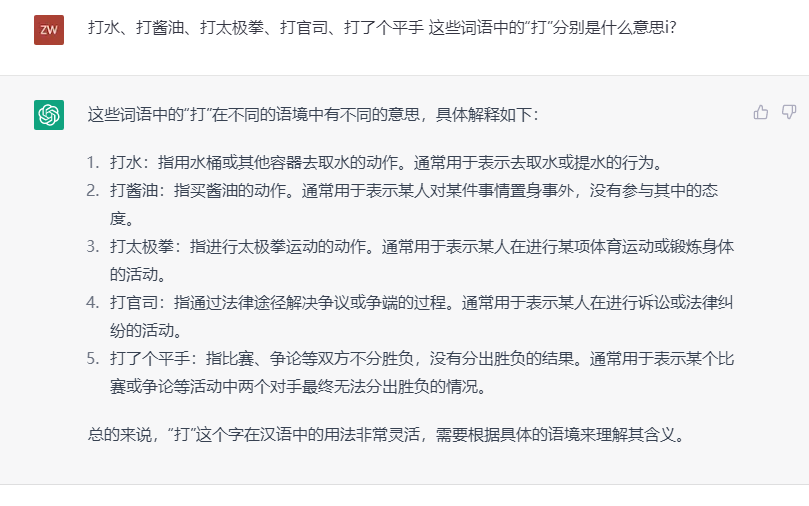 ZW
打水、打酱油、打太极拳、打官司、打了个平手 这些词语中的“打”分别是什么意思i?
这些词语中的“打”在不同的语境中有不同的意思，具体解释如下：
1. 打水：指用水桶或其他容器去取水的动作。通常用于表示去取水或提水的行为。
2. 打酱油：指买酱油的动作。通常用于表示某人对某件事情置身事外，没有参与其中的态
度。
3. 打太极拳：指进行太极拳运动的动作。通常用于表示某人在进行某项体育运动或锻炼身体
的活动。
4. 打官司：指通过法律途径解决争议或争端的过程。通常用于表示某人在进行诉讼或法律纠
纷的活动。
5. 打了个平手：指比赛、争论等双方不分胜负，没有分出胜负的结果。通常用于表示某个比
赛或争论等活动中两个对手最终无法分出胜负的情况。
总的来说，“打”这个字在汉语中的用法非常灵活，需要根据具体的语境来理解其含义。